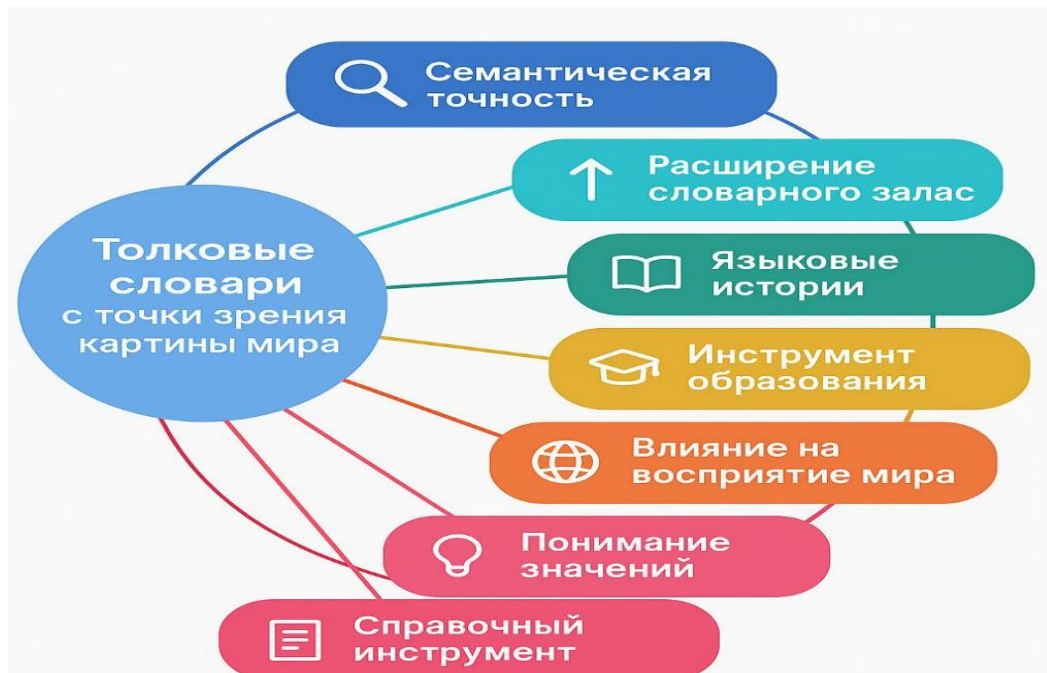 Семантическая
точность
Расширение
словарного залас
Толковые
словари
с точки зрения
картины мира
Языковые
истории
Инструмент
образования
Влияние на
восприятие мира
Понимание
значений
Справочный
инструмент